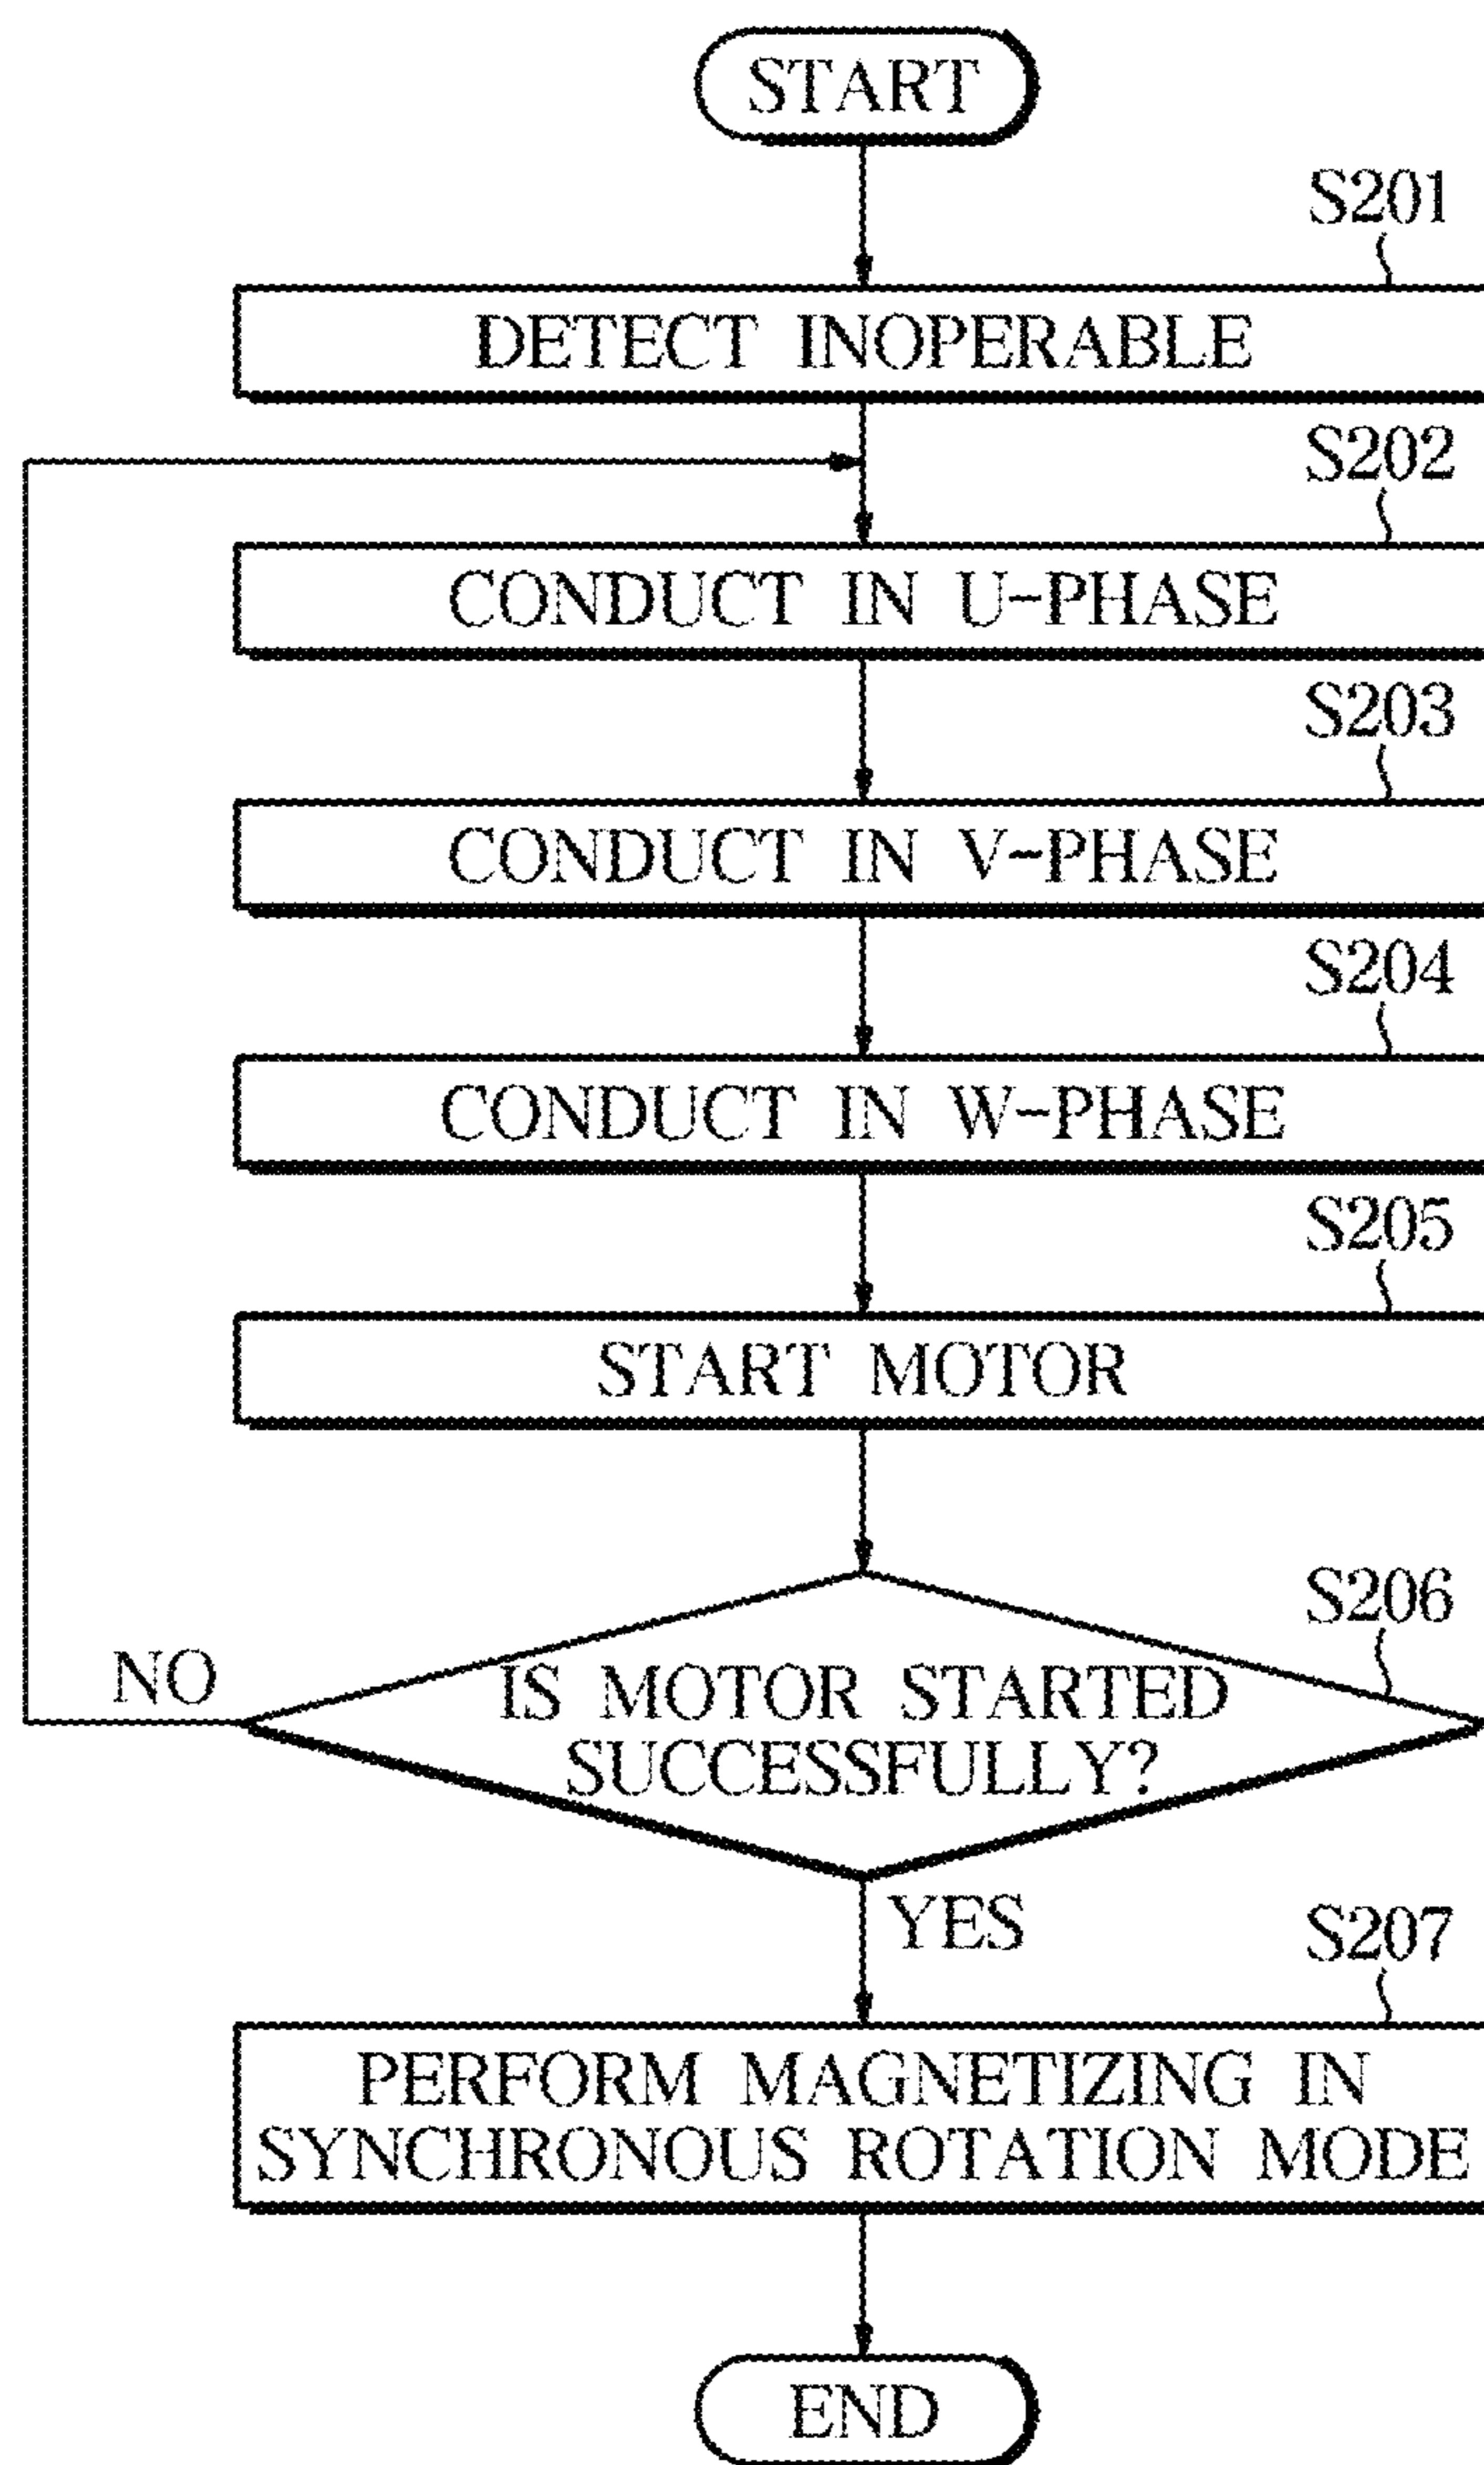 START
S201
DETECT INOPERABLE
S202
CONDUCT IN U-PHASE
S203
CONDUCT IN V-PHASE
S204
CONDUCT IN W-PHASE
S205
START MOTOR
S206
NO
IS MOTOR STARTED
SUCCESSFULLY?
YES
S207
PERFORM MAGNETIZING IN
SYNCHRONOUS ROTATION MODE
END